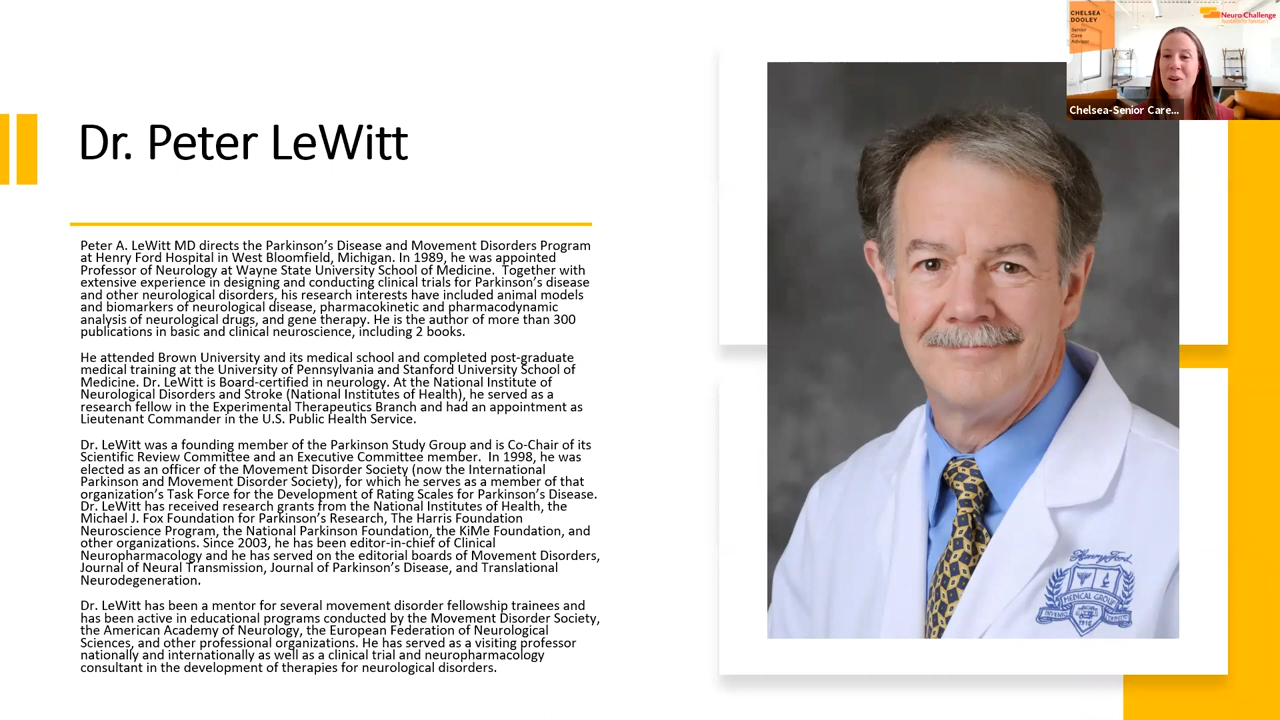 Dr. Peter LeWitt
Peter A. LeWitt MD directs the Parkinson's Disease and Movement Disorders Program
at Henry Ford Hospital in West Bloomfield, Michigan. In 1989, he was appointed
Professor of Neurology at Wayne State University School of Medicine.  Together with
extensive experience in designing and conducting clinical trials for Parkinson's disease
and other neurological disorders, his research interests have included animal models
and biomarkers of neurological disease, pharmacokinetic and pharmacodynamic
analysis of neurological drugs, and gene therapy. He is the author of more than 300
publications in basic and clinical neuroscience, including 2 books.
He attended Brown University and its medical school and completed post-graduate
medical training at the University of Pennsylvania and Stanford University School of
Medicine. Dr. LeWitt is Board-certified in neurology. At the National Institute of
Neurological Disorders and Stroke (National Institutes of Health), he served as a
research fellow in the Experimental Therapeutics Branch and had an appointment as
Lieutenant Commander in the U.S. Public Health Service.
Dr. LeWitt was a founding member of the Parkinson Study Group and is Co-Chair of its
Scientific Review Committee and an Executive Committee member.  In 1998, he was
elected as an officer of the Movement Disorder Society (now the International
Parkinson and Movement Disorder Society), for which he serves as a member of that
organization's Task Force for the Development of Rating Scales for Parkinson's Disease.
Dr. LeWitt has received research grants from the National Institutes of Health, the
Michael J. Fox Foundation for Parkinson's Research, The Harris Foundation
Neuroscience Program, the National Parkinson Foundation, the KiMe Foundation, and
other organizations. Since 2003, he has been editor-in-chief of Clinical
Neuropharmacology and he has served on the editorial boards of Movement Disorders,
Journal of Neural Transmission, Journal of Parkinson's Disease, and Translational
Neurodegeneration.
Dr. LeWitt has been a mentor for several movement disorder fellowship trainees and
has been active in educational programs conducted by the Movement Disorder Society,
the American Academy of Neurology, the European Federation of Neurological
Sciences, and other professional organizations. He has served as a visiting professor
nationally and internationally as well as a clinical trial and neuropharmacology
consultant in the development of therapies for neurological disorders.
CHELSEA
DOOLEY
Senior
Care
Advisor
Neuro Challenge
Chelsea-Senior Care...
Henry Ford
MEDICAL GROUP